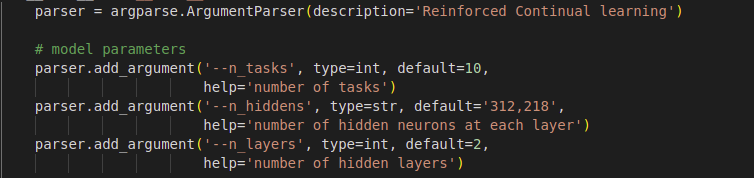 parser = argparse.ArgumentParser(description='Reinforced Continual learning')
# model parameters
parser.add_argument('--n_tasks', type=int, default=10,
help='number of tasks')
parser.add_argument('--n_hiddens', type=str, default='312,218',
help='number of hidden neurons at each layer')
parser.add_argument('--n_layers', type=int, default=2,
help='number of hidden layers')